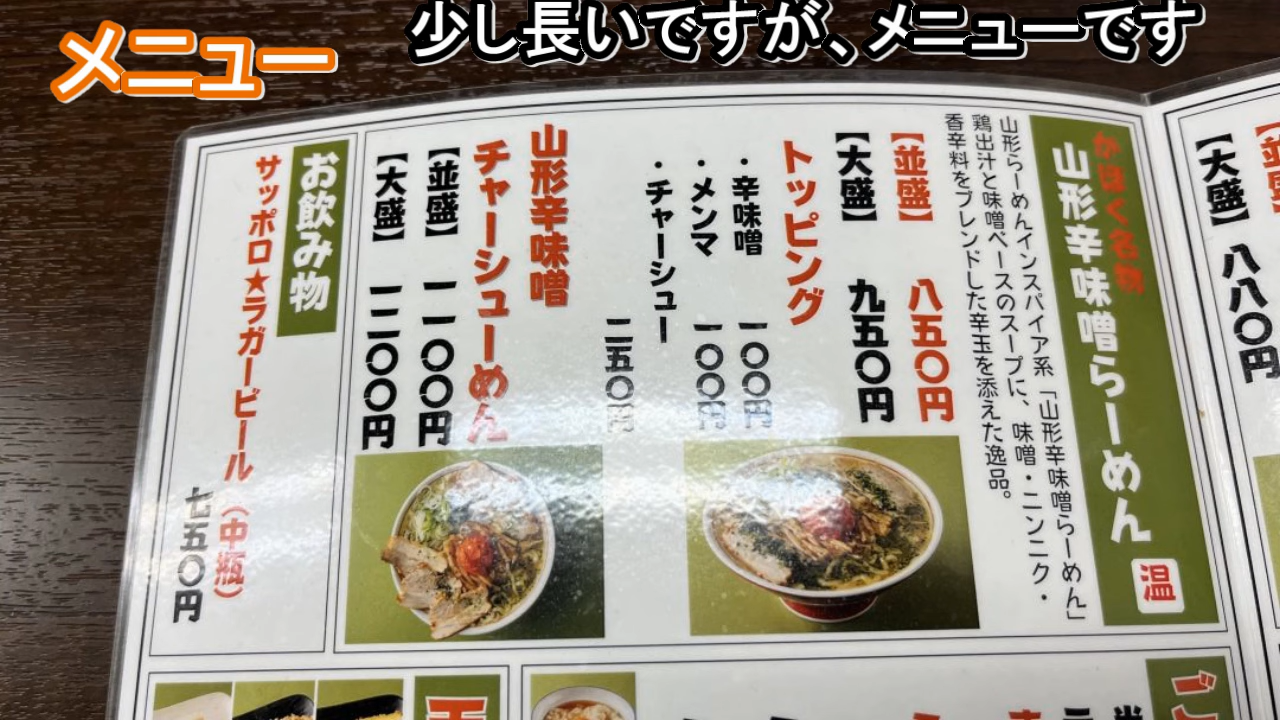 メニュー
少し長いですが、メニューです
【大盛】 八八〇円
かほく名物
山形辛味噌らーめん 温
山形らーめんインスパイア系「山形辛味噌らーめん」
鶏出汁と味噌ベースのスープに、味噌・ニンニク・
香辛料をブレンドした辛玉を添えた逸品。
【並盛】 八五〇円
【大盛】 九五〇円
トッピング
・辛味噌 一〇〇円
・メンマ 一〇〇円
・チャーシュー
二五〇円
山形辛味噌
チャーシューめん
【並盛】 一一〇〇円
【大盛】 一二〇〇円
お飲み物
サッポロ★ラガービール（中瓶）
七五〇円